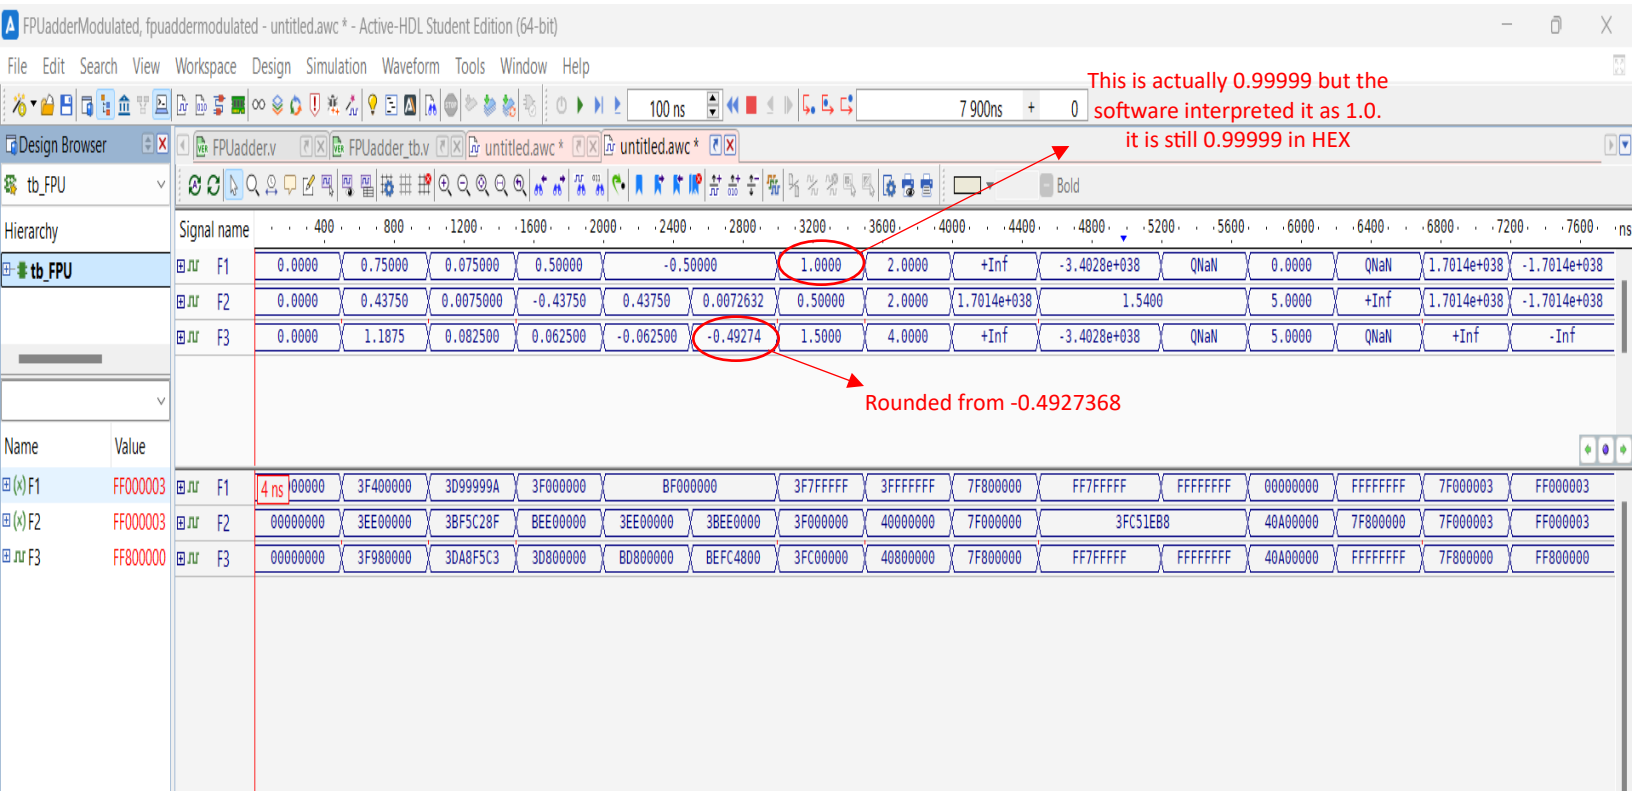 FPUadderModulated, fpuaddermodulated - untitled.awc * - Active-HDL Student Edition (64-bit)
File Edit Search View Workspace Design Simulation Waveform Tools Window Help
This is actually 0.99999 but the
software interpreted it as 1.0.
it is still 0.99999 in HEX
100 ns 7 900ns + 0
Design Browser
FPUadder.v FPUadder_tb.v untitled.awc * untitled.awc *
tb_FPU
Bold
Hierarchy
tb_FPU
Signal name 400 800 1200 1600 2000 2400 2800 3200 3600 4000 4400 4800 5200 5600 6000 6400 6800 7200 7600 ns
F1 0.0000 0.75000 0.075000 0.50000 -0.50000 1.0000 2.0000 +Inf -3.4028e+038 QNaN 0.0000 QNaN 1.7014e+038 -1.7014e+038
F2 0.0000 0.43750 0.0075000 -0.43750 0.43750 0.0072632 0.50000 2.0000 1.7014e+038 1.5400 5.0000 +Inf 1.7014e+038 -1.7014e+038
F3 0.0000 1.1875 0.082500 0.062500 -0.062500 -0.49274 1.5000 4.0000 +Inf -3.4028e+038 QNaN 5.0000 QNaN +Inf -Inf
Rounded from -0.4927368
Name Value
F1 FF000003
F2 FF000003
F3 FF800000
F1 4 ns 00000 3F400000 3D99999A 3F000000 BF000000 3F7FFFFF 3FFFFFFF 7F800000 FF7FFFFF FFFFFFFF 00000000 FFFFFFFF 7F000003 FF000003
F2 00000000 3EE00000 3BF5C28F BEE00000 3EE00000 3BEE0000 3F000000 40000000 7F000000 3FC51EB8 40A00000 7F800000 7F000003 FF000003
F3 00000000 3F980000 3DA8F5C3 3D800000 BD800000 BEFC4800 3FC00000 40800000 7F800000 FF7FFFFF FFFFFFFF 40A00000 FFFFFFFF 7F800000 FF800000